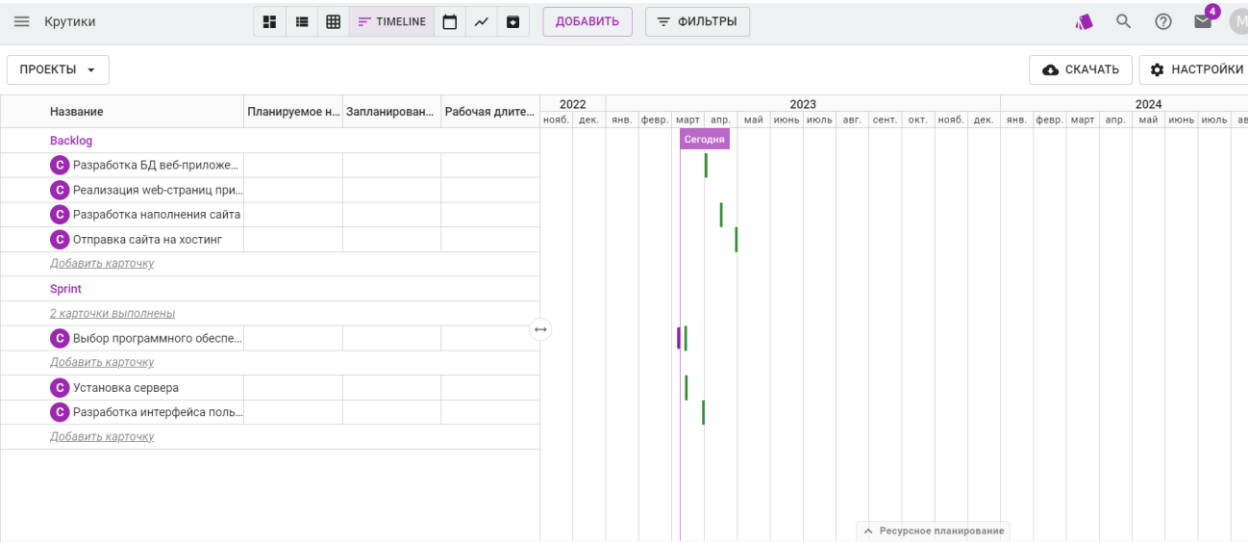 Крутики
TIMELINE
ДОБАВИТЬ
ФИЛЬТРЫ
4
M
ПРОЕКТЫ
СКАЧАТЬ
НАСТРОЙКИ
Название Планируемое н... Запланирован... Рабочая длите...
2022 2023 2024
нояб. дек. янв. февр. март апр. май июнь июль авг. сент. окт. нояб. дек. янв. февр. март апр. май июнь июль ав
Backlog
Сегодня
С Разработка БД веб-приложе...
С Реализация web-страниц при...
С Разработка наполнения сайта
С Отправка сайта на хостинг
Добавить карточку
Sprint
2 карточки выполнены
С Выбор программного обеспе...
Добавить карточку
С Установка сервера
С Разработка интерфейса поль...
Добавить карточку
Ресурсное планирование